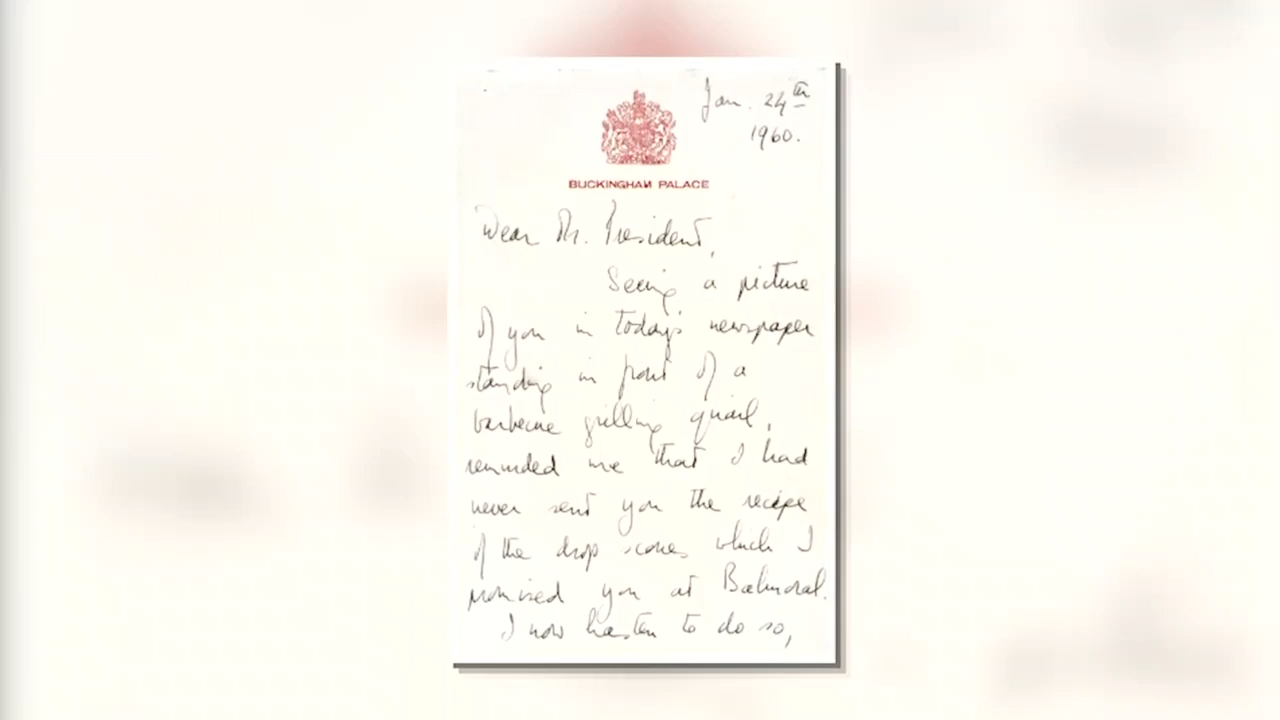 Jan. 24th
1960.
BUCKINGHAM PALACE
Dear Mr. President,
Seeing a picture
of you in today's newspaper
standing in front of a
barbecue grilling quail,
reminded me that I had
never sent you the recipe
of the drop scones which I
promised you at Balmoral.
I now hasten to do so,